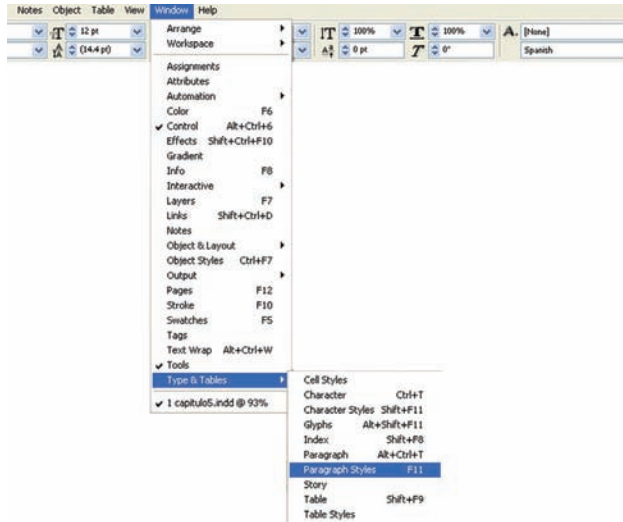 Notes Object Table View Window Help
12 pt 100% 100% A. [None]
(14.4 pt) 0 pt 0° Spanish
Arrange
Workspace
Assignments
Attributes
Automation
Color F6
Control Alt+Ctrl+6
Effects Shift+Ctrl+F10
Gradient
Info F8
Interactive
Layers F7
Links Shift+Ctrl+D
Notes
Object & Layout
Object Styles Ctrl+F7
Output
Pages F12
Stroke F10
Swatches F5
Tags
Text Wrap Alt+Ctrl+W
Tools
Type & Tables
1 capitulo5.indd @ 93%
Cell Styles
Character Ctrl+T
Character Styles Shift+F11
Glyphs Alt+Shift+F11
Index Shift+F8
Paragraph Alt+Ctrl+T
Paragraph Styles F11
Story
Table Shift+F9
Table Styles